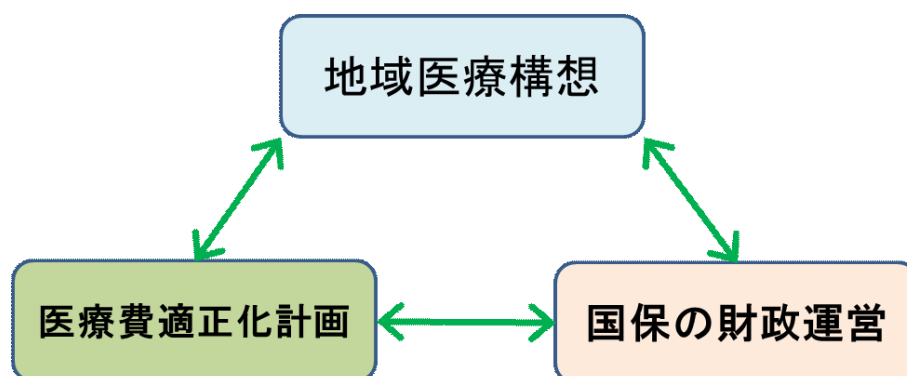 地域医療構想
医療費適正化計画
国保の財政運営